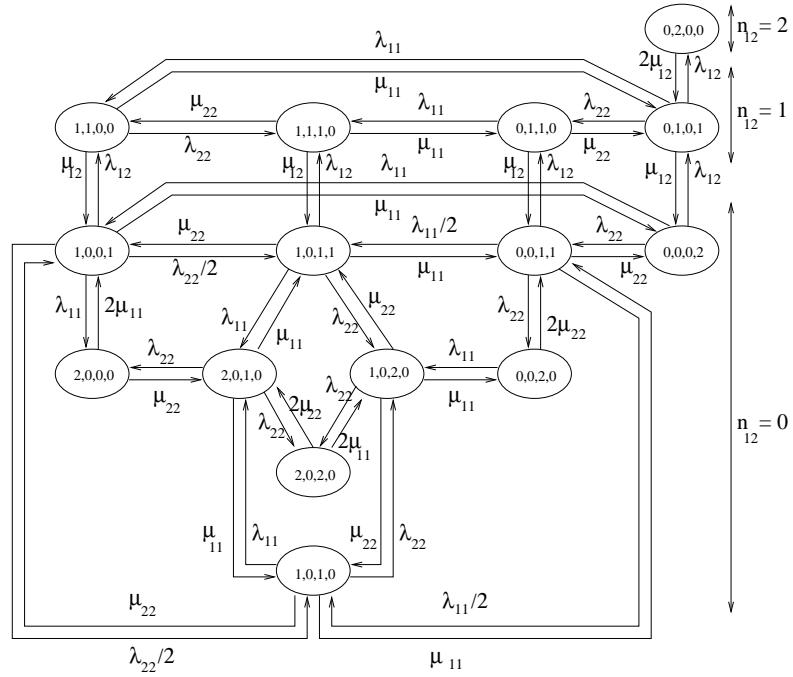 0,2,0,0
n12 = 2
2μ12
λ12
λ11
μ11
1,1,0,0
μ22
λ22
1,1,1,0
λ11
μ11
0,1,1,0
λ22
μ22
0,1,0,1
n12 = 1
μ12
λ12
μ12
λ12
μ12
λ12
μ12
λ12
λ11
μ11
1,0,0,1
μ22
λ22/2
1,0,1,1
λ11/2
μ11
0,0,1,1
λ22
μ22
0,0,0,2
λ11
2μ11
λ11
μ11
λ22
μ22
λ22
2μ22
2,0,0,0
λ22
μ22
2,0,1,0
1,0,2,0
λ11
μ11
0,0,2,0
λ22
2μ22
λ22
2μ11
n12 = 0
2,0,2,0
μ11
λ11
μ22
λ22
1,0,1,0
μ22
λ11/2
λ22/2
μ11